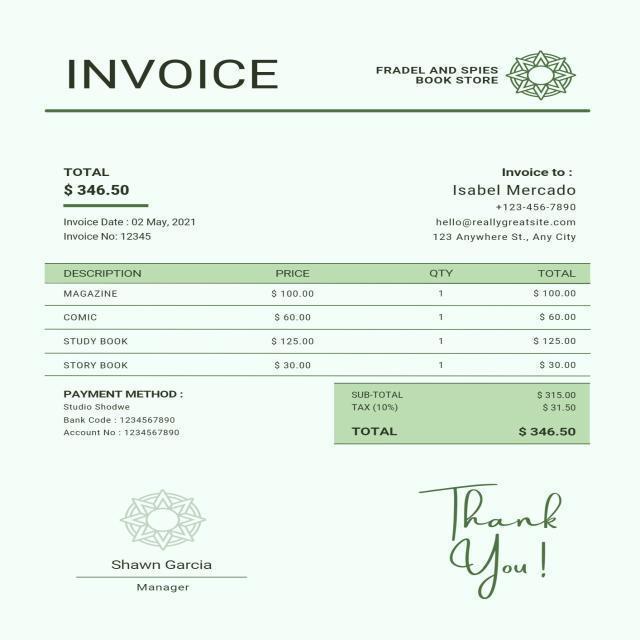 INVOICE
FRADEL AND SPIES
BOOK STORE
TOTAL
$ 346.50
Invoice Date : 02 May, 2021
Invoice No: 12345
Invoice to :
Isabel Mercado
+123-456-7890
hello@reallygreatsite.com
123 Anywhere St., Any City
DESCRIPTION PRICE QTY TOTAL
MAGAZINE $ 100.00 1 $ 100.00
COMIC $ 60.00 1 $ 60.00
STUDY BOOK $ 125.00 1 $ 125.00
STORY BOOK $ 30.00 1 $ 30.00
PAYMENT METHOD :
Studio Shodwe
Bank Code : 1234567890
Account No : 1234567890
SUB-TOTAL $ 315.00
TAX (10%) $ 31.50
TOTAL $ 346.50
Shawn Garcia
Manager
Thank
You !